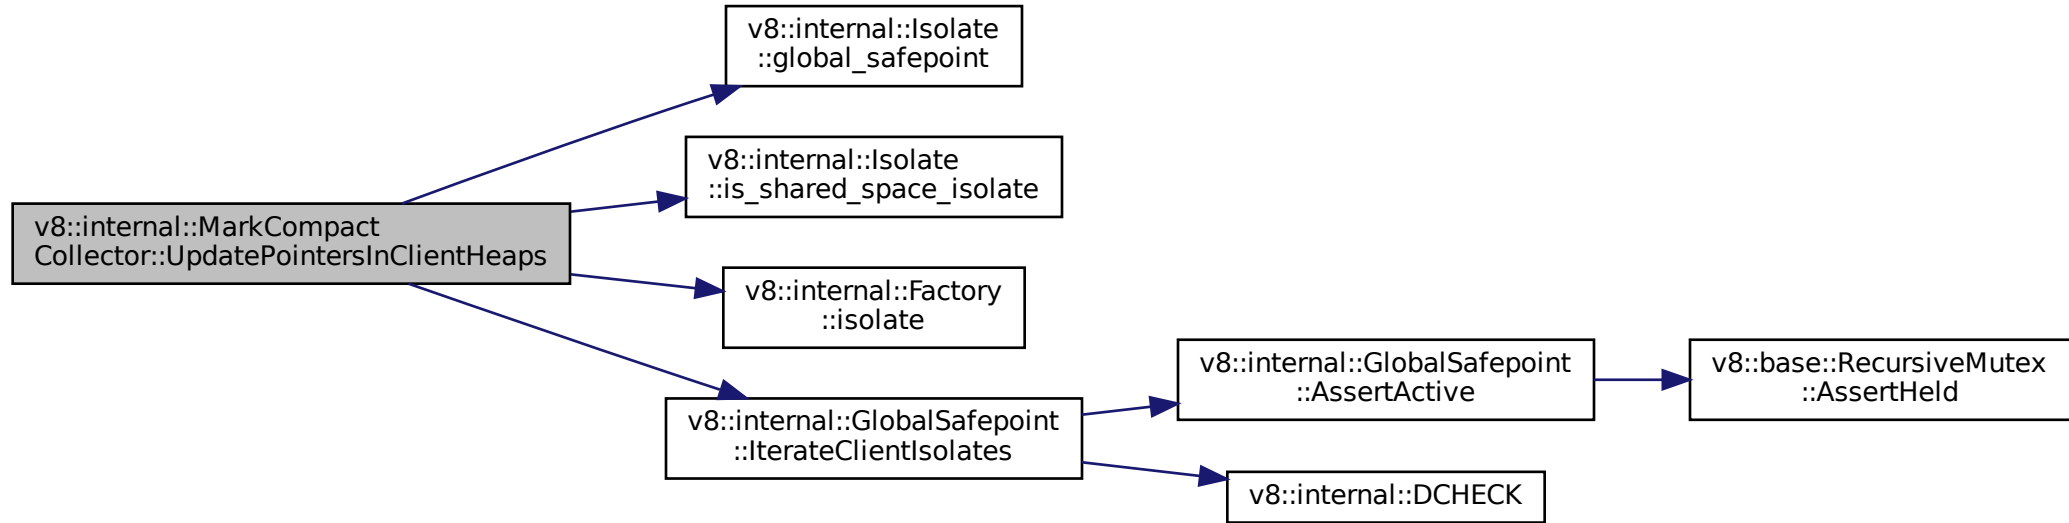 v8::internal::Isolate
::global_safepoint
v8::internal::Isolate
::is_shared_space_isolate
v8::internal::MarkCompact
Collector::UpdatePointersInClientHeaps
v8::internal::Factory
::isolate
v8::internal::GlobalSafepoint
::IterateClientIsolates
v8::internal::GlobalSafepoint
::AssertActive
v8::base::RecursiveMutex
::AssertHeld
v8::internal::DCHECK